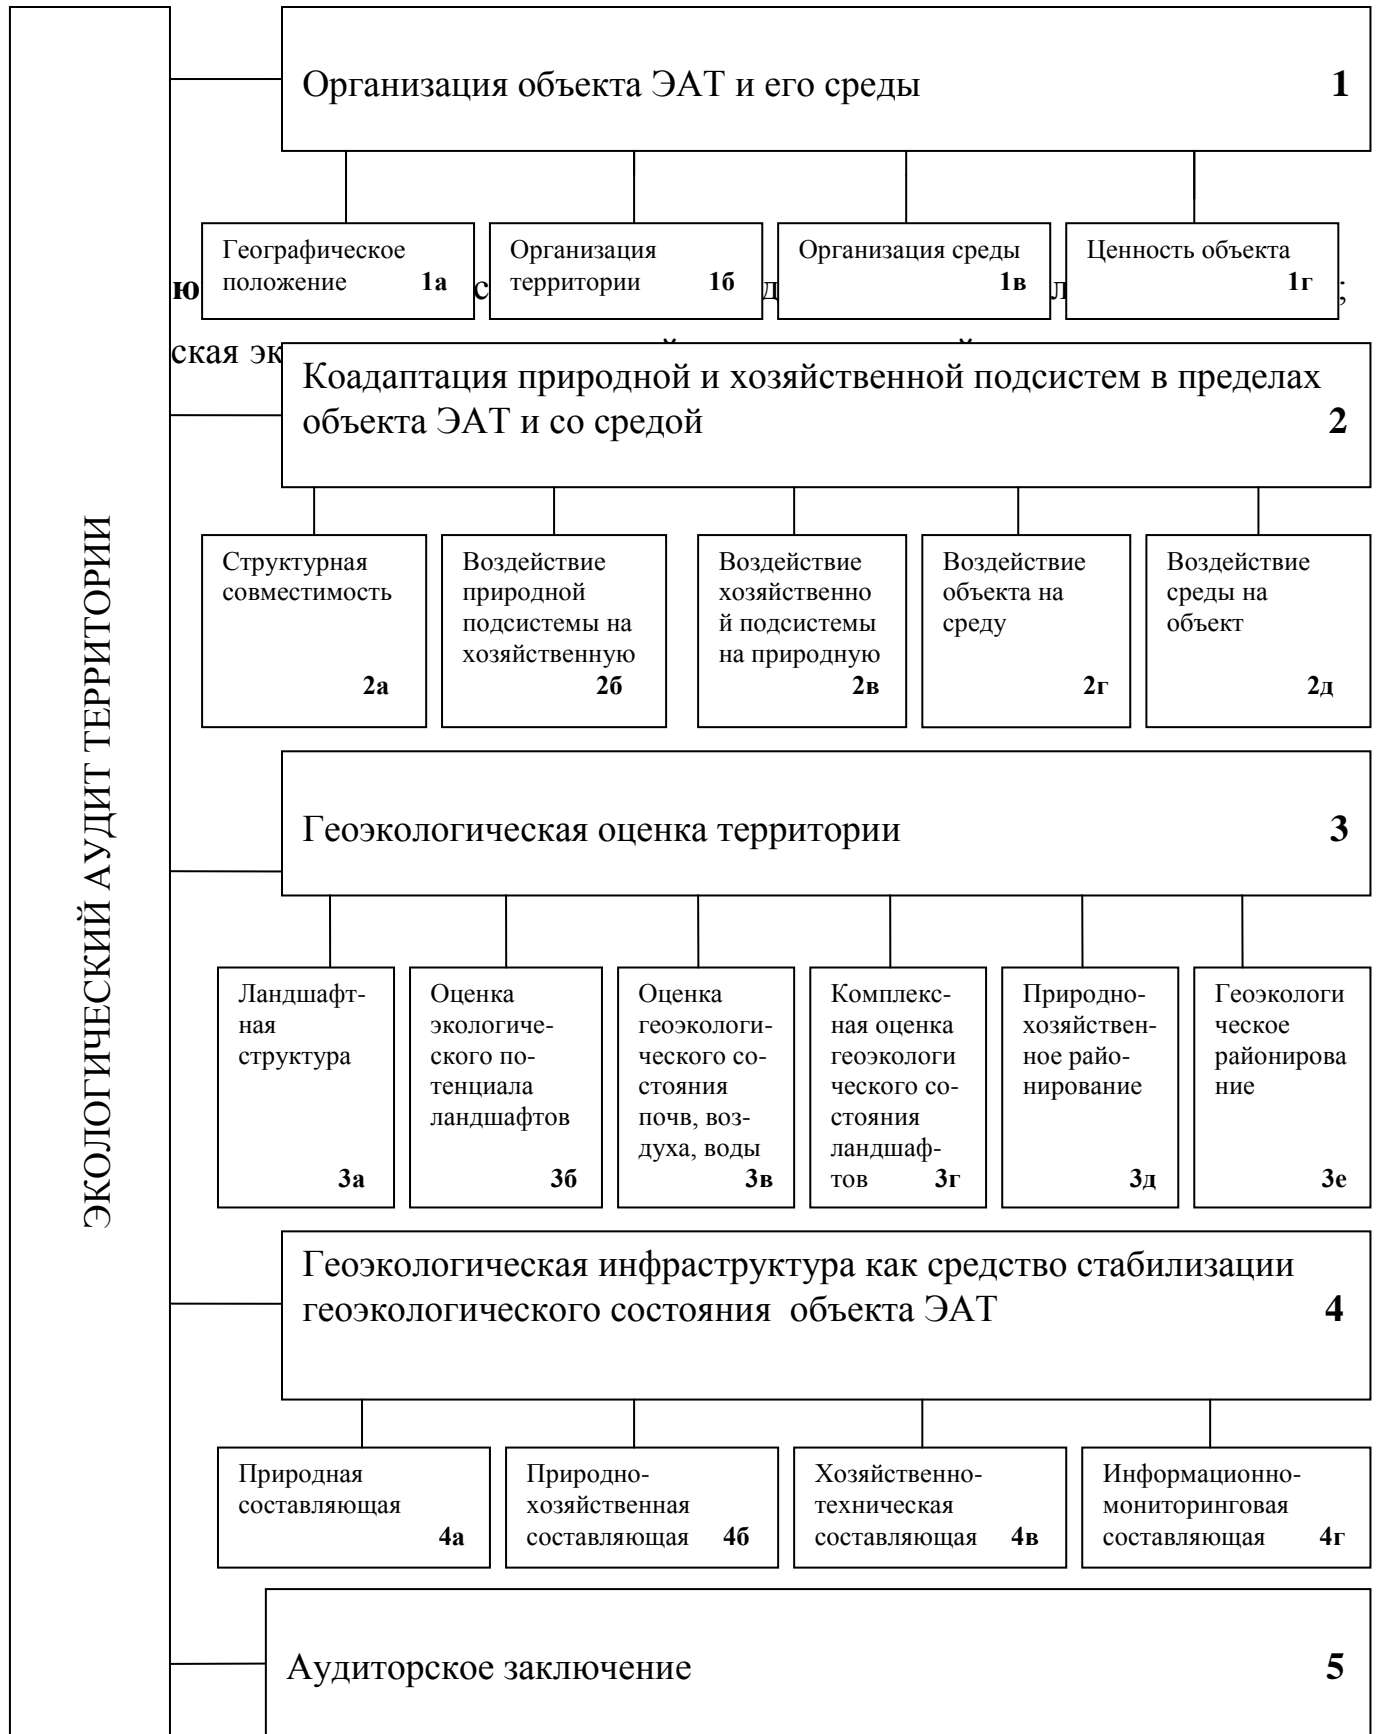 ЭКОЛОГИЧЕСКИЙ АУДИТ ТЕРРИТОРИИ
Организация объекта ЭАТ и его среды 1
Географическое
положение 1а
Организация
территории 1б
Организация среды
1в
Ценность объекта
1г
ю с д л ;
ская эк
Коадаптация природной и хозяйственной подсистем в пределах
объекта ЭАТ и со средой 2
Структурная
совместимость
2а
Воздействие
природной
подсистемы на
хозяйственную
2б
Воздействие
хозяйственно
й подсистемы
на природную
2в
Воздействие
объекта на
среду
2г
Воздействие
среды на
объект
2д
Геоэкологическая оценка территории 3
Ландшафт-
ная
структура
3а
Оценка
экологиче-
ского по-
тенциала
ландшафтов
3б
Оценка
геоэкологи-
ческого со-
стояния
почв, воз-
духа, воды
3в
Комплекс-
ная оценка
геоэкологи
ческого со-
стояния
ландшаф-
тов 3г
Природно-
хозяйствен-
ное райо-
нирование
3д
Геоэкологи
ческое
районирова
ние
3е
Геоэкологическая инфраструктура как средство стабилизации
геоэкологического состояния объекта ЭАТ 4
Природная
составляющая
4а
Природно-
хозяйственная
составляющая 4б
Хозяйственно-
техническая
составляющая 4в
Информационно-
мониторинговая
составляющая 4г
Аудиторское заключение 5